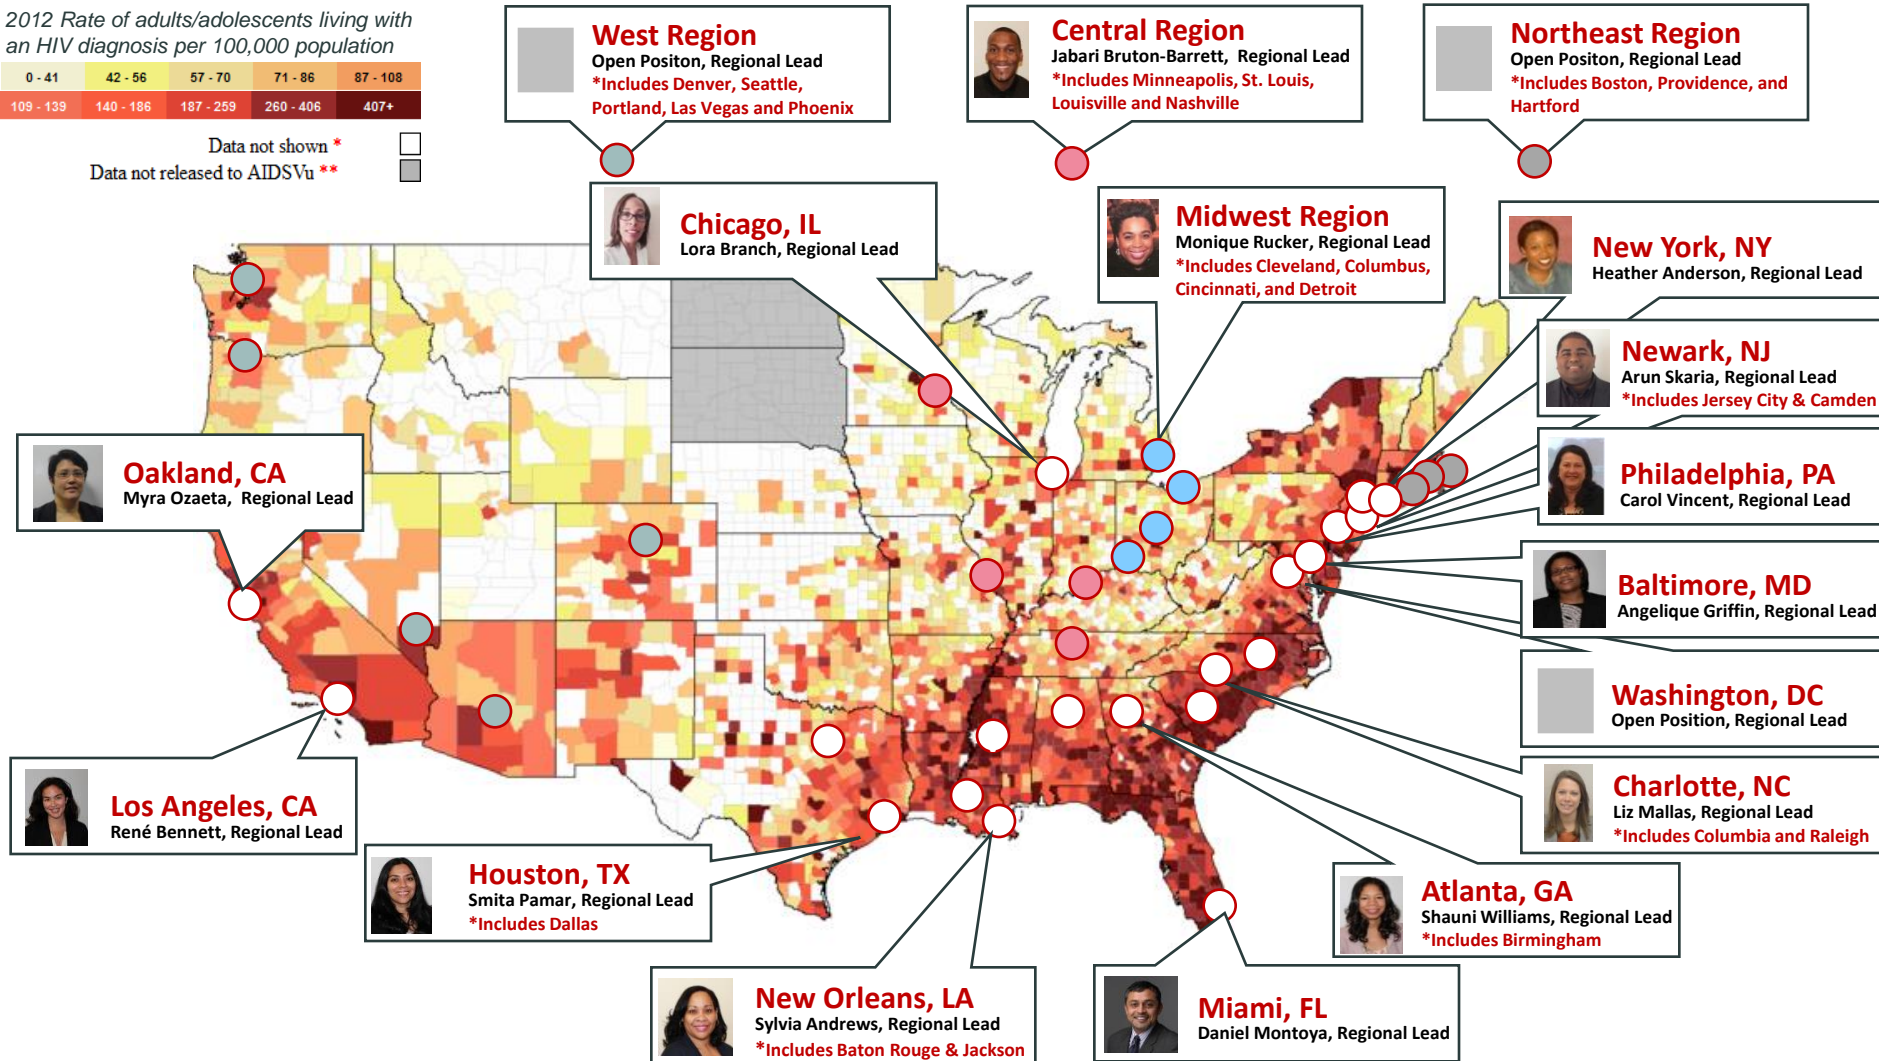 2012 Rate of adults/adolescents living with
an HIV diagnosis per 100,000 population
0 - 41 42 - 56 57 - 70 71 - 86 87 - 108
109 - 139 140 - 186 187 - 259 260 - 406 407+
Data not shown *
Data not released to AIDSVu **
West Region
Open Positon, Regional Lead
*Includes Denver, Seattle,
Portland, Las Vegas and Phoenix
Central Region
Jabari Bruton-Barrett, Regional Lead
*Includes Minneapolis, St. Louis,
Louisville and Nashville
Northeast Region
Open Positon, Regional Lead
*Includes Boston, Providence, and
Hartford
Chicago, IL
Lora Branch, Regional Lead
Midwest Region
Monique Rucker, Regional Lead
*Includes Cleveland, Columbus,
Cincinnati, and Detroit
New York, NY
Heather Anderson, Regional Lead
Newark, NJ
Arun Skaria, Regional Lead
*Includes Jersey City & Camden
Philadelphia, PA
Carol Vincent, Regional Lead
Oakland, CA
Myra Ozaeta, Regional Lead
Baltimore, MD
Angelique Griffin, Regional Lead
Washington, DC
Open Position, Regional Lead
Los Angeles, CA
René Bennett, Regional Lead
Charlotte, NC
Liz Mallas, Regional Lead
*Includes Columbia and Raleigh
Houston, TX
Smita Pamar, Regional Lead
*Includes Dallas
Atlanta, GA
Shauni Williams, Regional Lead
*Includes Birmingham
New Orleans, LA
Sylvia Andrews, Regional Lead
*Includes Baton Rouge & Jackson
Miami, FL
Daniel Montoya, Regional Lead